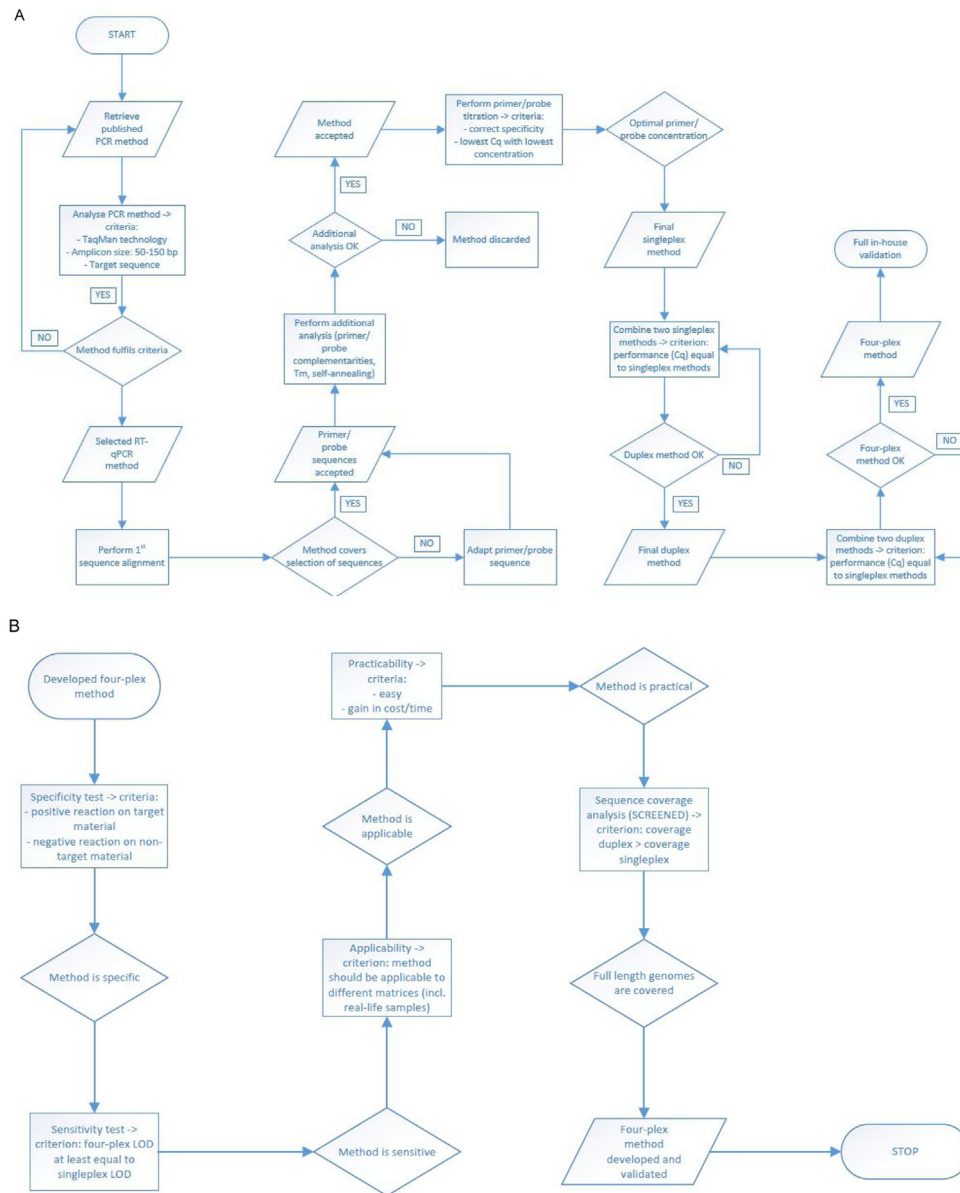 A
START
Retrieve
published
PCR method
Analyse PCR method ->
criteria:
- TaqMan technology
- Amplicon size: 50-150 bp
- Target sequence
YES
NO
Method fulfils criteria
Selected RT-
qPCR
method
Perform 1st
sequence alignment
Method covers
selection of sequences
NO
Adapt primer/probe
sequence
YES
Primer/
probe
sequences
accepted
Perform additional
analysis (primer/
probe
complementarities,
Tm, self-annealing)
Additional
analysis OK
NO
Method discarded
YES
Method
accepted
Perform primer/probe
titration -> criteria:
- correct specificity
- lowest Cq with lowest
concentration
Optimal primer/
probe concentration
Final
singleplex
method
Combine two singleplex
methods -> criterion:
performance (Cq) equal
to singleplex methods
Duplex method OK
NO
YES
Final duplex
method
Combine two duplex
methods -> criterion:
performance (Cq) equal
to singleplex methods
Four-plex
method OK
NO
YES
Four-plex
method
Full in-house
validation
B
Developed four-plex
method
Specificity test -> criteria:
- positive reaction on target
material
- negative reaction on non-
target material
Method is specific
Sensitivity test ->
criterion: four-plex LOD
at least equal to
singleplex LOD
Method is sensitive
Applicability ->
criterion: method
should be applicable to
different matrices (incl.
real-life samples)
Method is
applicable
Practicability ->
criteria:
- easy
- gain in cost/time
Method is practical
Sequence coverage
analysis (SCREENED) ->
criterion: coverage
duplex > coverage
singleplex
Full length genomes
are covered
Four-plex
method
developed and
validated
STOP